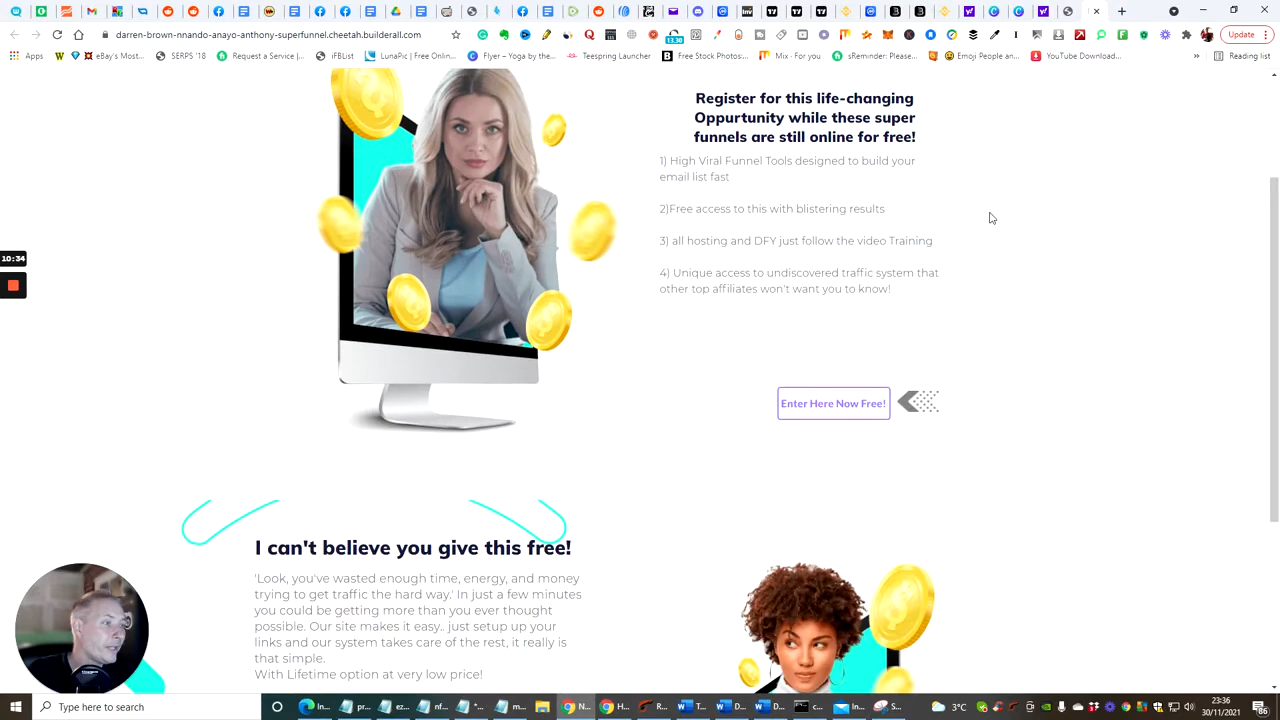 darren-brown-nnando-anayo-anthony-superfunnel.cheetah.builderall.com
Update
Apps
eBay's Most...
SERPS '18
Request a Service |...
iFBList
LunaPic | Free Onlin...
Flyer – Yoga by the...
Teespring Launcher
Free Stock Photos:...
Mix · For you
sReminder: Please...
Emoji People an...
YouTube Download...
»
Reading list
13.30
Register for this life-changing
Oppurtunity while these super
funnels are still online for free!
1) High Viral Funnel Tools designed to build your
email list fast
2)Free access to this with blistering results
3) all hosting and DFY just follow the video Training
4) Unique access to undiscovered traffic system that
other top affiliates won't want you to know!
10:34
Enter Here Now Free!
I can't believe you give this free!
'Look, you've wasted enough time, energy, and money
trying to get traffic the hard way.' In just a few minutes
you could be getting more than you ever thought
possible. Our site makes it easy.. just setup up your
links and our system takes care of the rest, it really is
that simple.
With Lifetime option at very low price!
Type here to search
In...
pr...
ez...
nf...
"...
m...
N...
H...
R...
T...
D...
D...
c...
In...
S...
3°C
23:36
30/11/2021
86